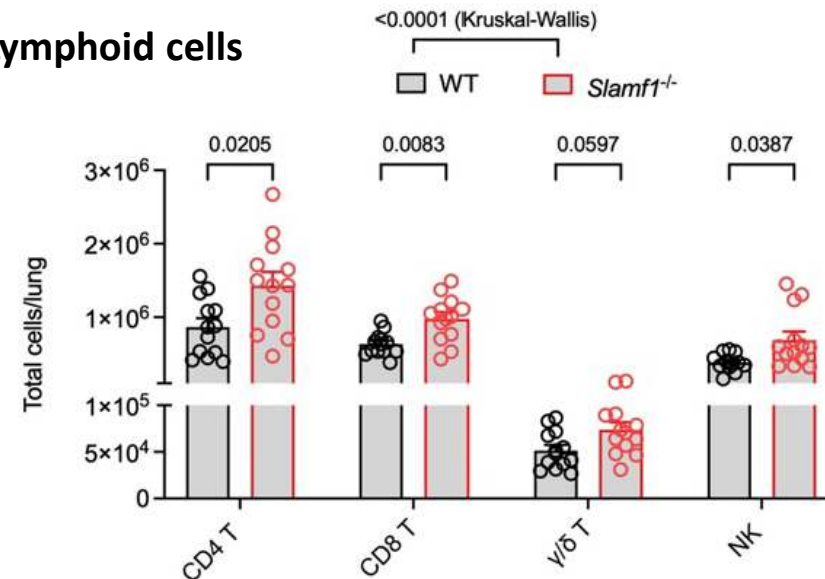 <0.0001 (Kruskal-Wallis)
ymphoid cells
WT
Slamf1⁻/⁻
0.0205
0.0083
0.0597
0.0387
3×10⁶
2×10⁶
1×10⁶
1×10⁵
5×10⁴
0
Total cells/lung
CD4 T
CD8 T
γ/δ T
NK